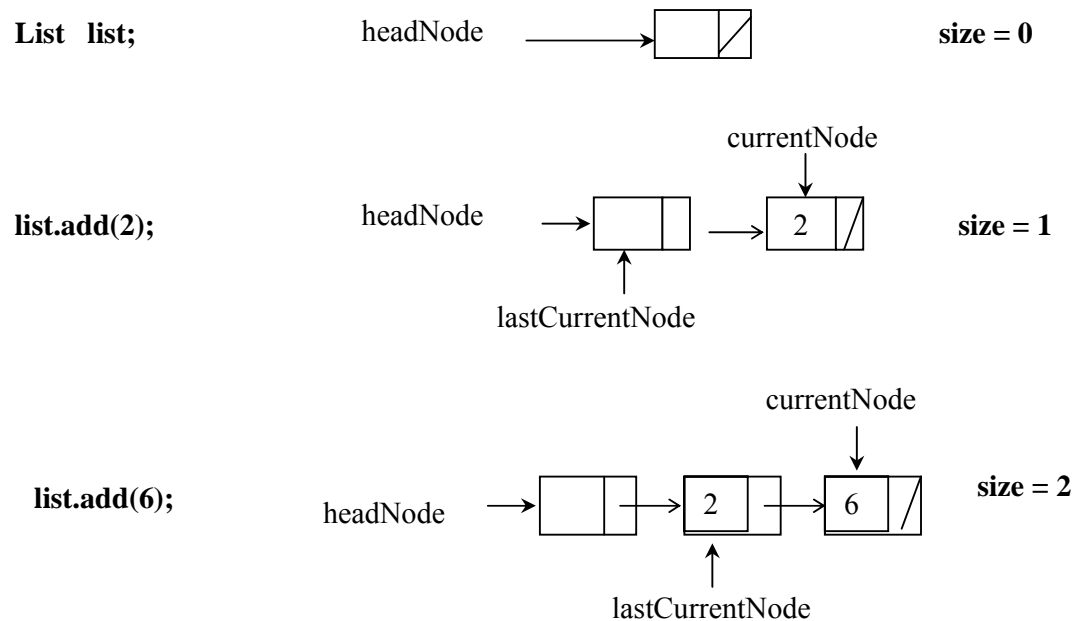 List list; headNode size = 0
currentNode
list.add(2); headNode 2 size = 1
lastCurrentNode
currentNode
list.add(6); headNode 2 6 size = 2
lastCurrentNode